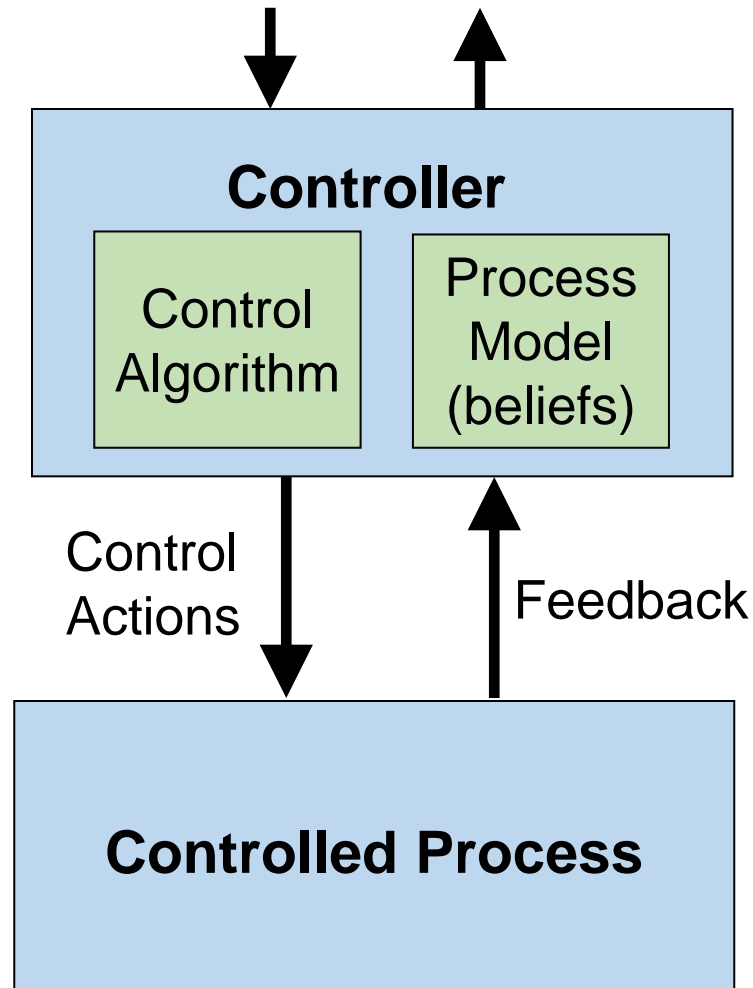 Controller
Control
Algorithm
Process
Model
(beliefs)
Control
Actions
Feedback
Controlled Process